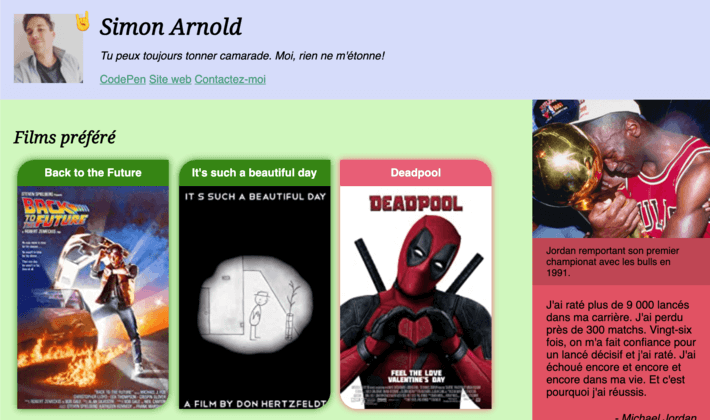 Simon Arnold
Tu peux toujours tonner camarade. Moi, rien ne m'étonne!
CodePen Site web Contactez-moi
Films préféré
Back to the Future
It's such a beautiful day
Deadpool
STEVEN SPIELBERG
BACK
TO THE
FUTURE
A ROBERT ZEMECKIS
IT S SUCH A BEAUTIFUL DAY
A FILM BY DON HERTZFELDT
DEADPOOL
FEEL THE LOVE
VALENTINE'S DAY
Jordan remportant son premier
championat avec les bulls en
1991.
J'ai raté plus de 9 000 lancés
dans ma carrière. J'ai perdu
près de 300 matchs. Vingt-six
fois, on m'a fait confiance pour
un lancé décisif et j'ai raté. J'ai
échoué encore et encore et
encore dans ma vie. Et c'est
pourquoi j'ai réussis.
- Michael Jordan